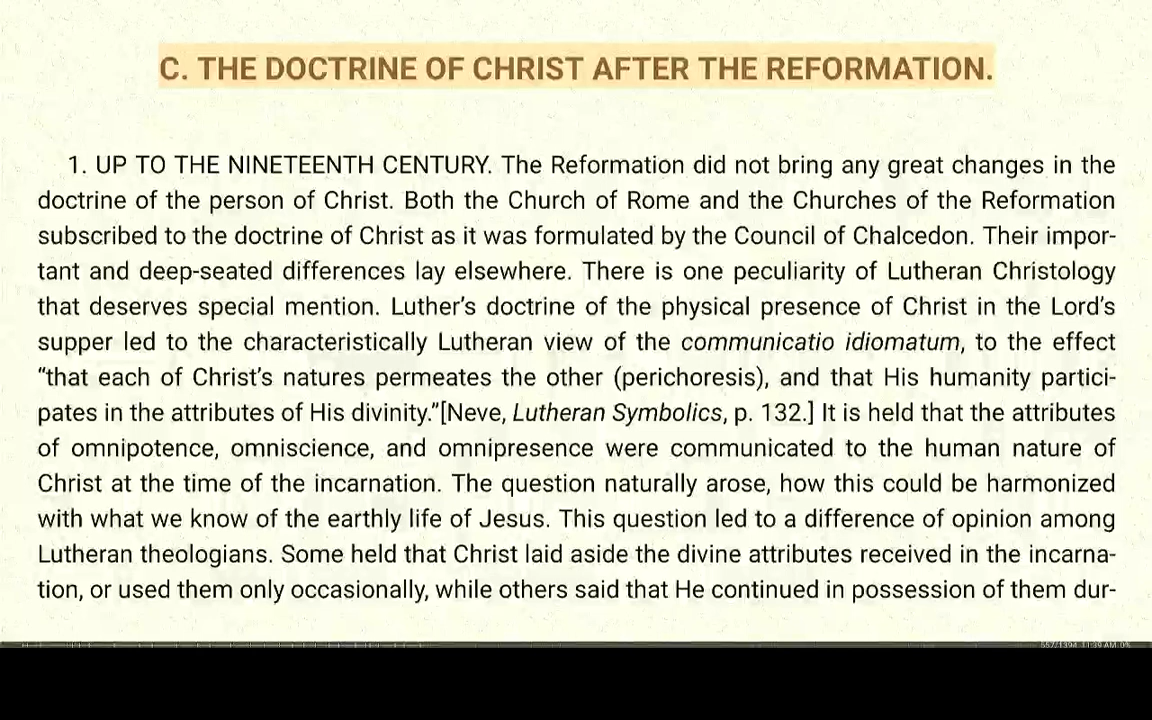 C. THE DOCTRINE OF CHRIST AFTER THE REFORMATION.
1. UP TO THE NINETEENTH CENTURY. The Reformation did not bring any great changes in the
doctrine of the person of Christ. Both the Church of Rome and the Churches of the Reformation
subscribed to the doctrine of Christ as it was formulated by the Council of Chalcedon. Their impor-
tant and deep-seated differences lay elsewhere. There is one peculiarity of Lutheran Christology
that deserves special mention. Luther’s doctrine of the physical presence of Christ in the Lord’s
supper led to the characteristically Lutheran view of the communicatio idiomatum, to the effect
“that each of Christ’s natures permeates the other (perichoresis), and that His humanity partici-
pates in the attributes of His divinity.”[Neve, Lutheran Symbolics, p. 132.] It is held that the attributes
of omnipotence, omniscience, and omnipresence were communicated to the human nature of
Christ at the time of the incarnation. The question naturally arose, how this could be harmonized
with what we know of the earthly life of Jesus. This question led to a difference of opinion among
Lutheran theologians. Some held that Christ laid aside the divine attributes received in the incarna-
tion, or used them only occasionally, while others said that He continued in possession of them dur-
557/1394 11:39 AM 0%